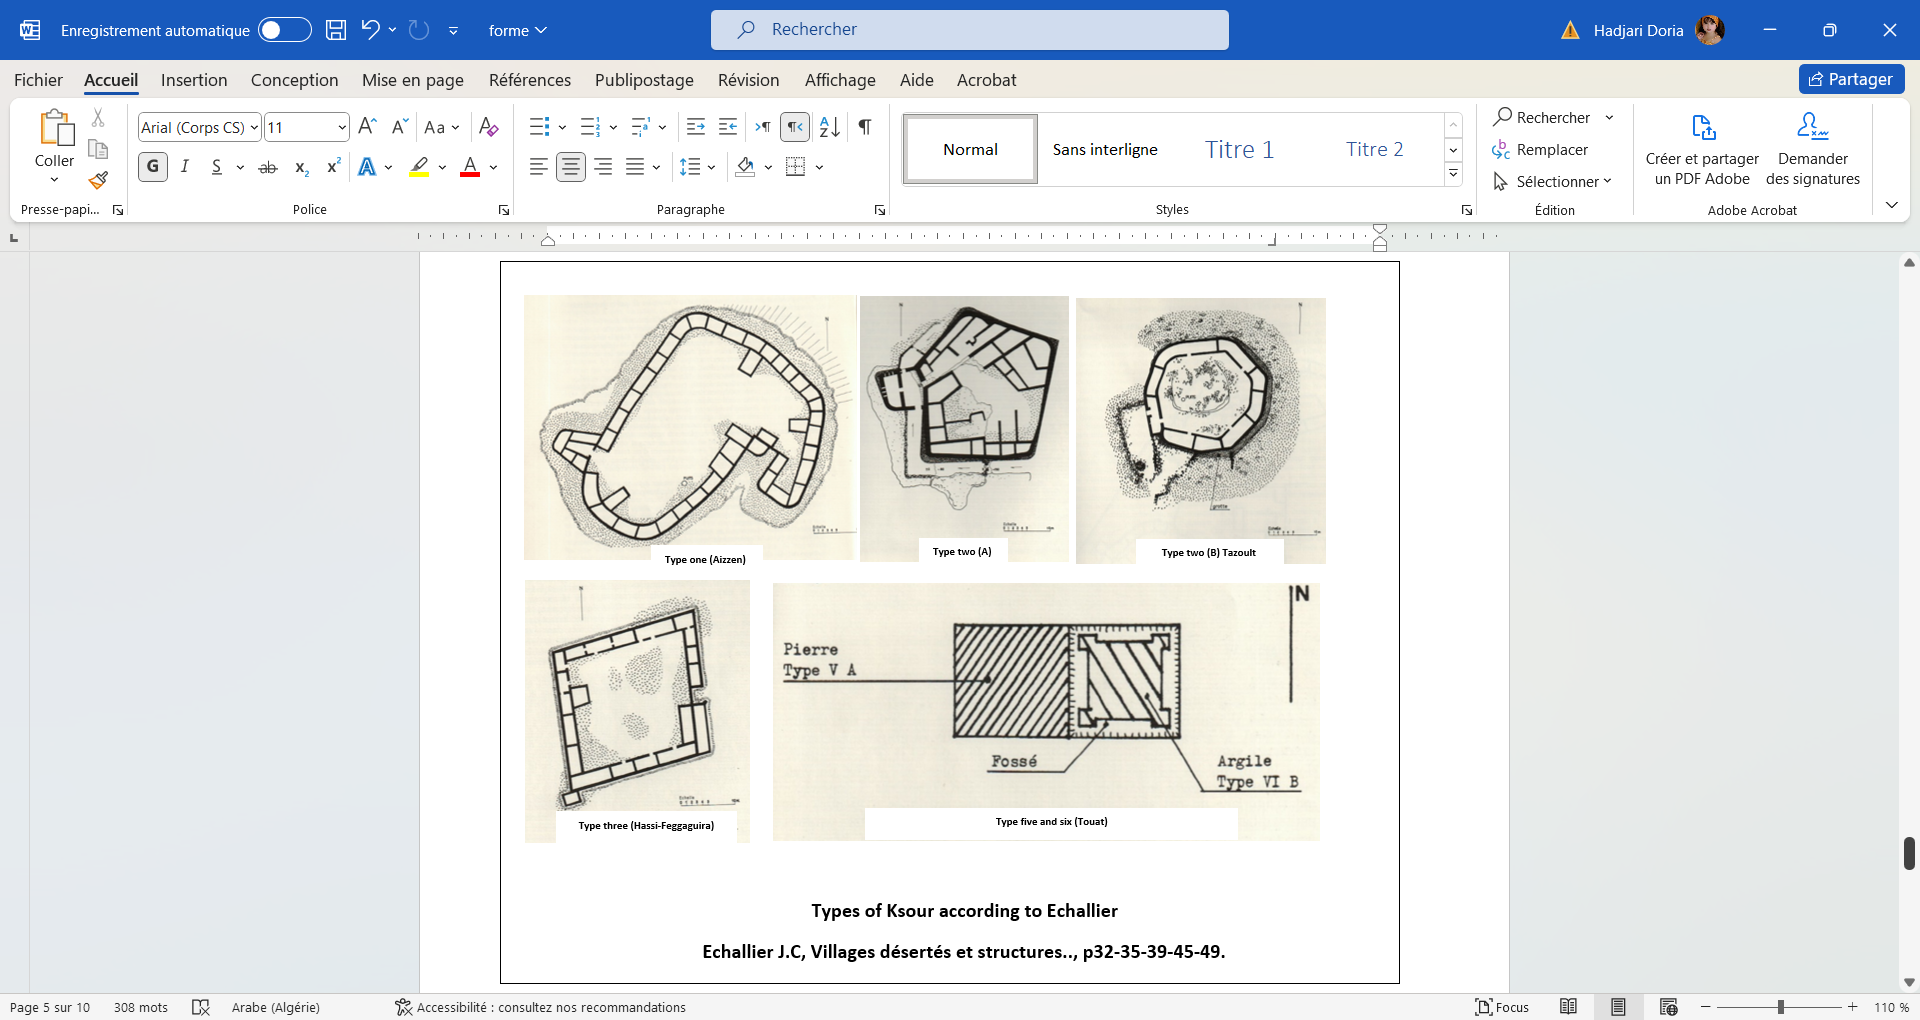 Enregistrement automatique
forme
Rechercher
Hadjari Doria
Fichier Accueil Insertion Conception Mise en page Références Publipostage Révision Affichage Aide Acrobat
Partager
Coller
Presse-papi...
Arial (Corps CS) 11
Police
Paragraphe
Normal
Sans interligne
Titre 1
Titre 2
Styles
Rechercher
Remplacer
Sélectionner
Édition
Créer et partager
un PDF Adobe
Demander
des signatures
Adobe Acrobat
Type one (Aizzen)
Type two (A)
Type two (B) Tazoult
grotte
Type three (Hassi-Feggaguira)
N
Pierre
Type V A
Fossé
Argile
Type VI B
Type five and six (Touat)
Types of Ksour according to Echallier
Echallier J.C, Villages désertés et structures.., p32-35-39-45-49.
Page 5 sur 10 308 mots Arabe (Algérie) Accessibilité : consultez nos recommandations Focus 110 %